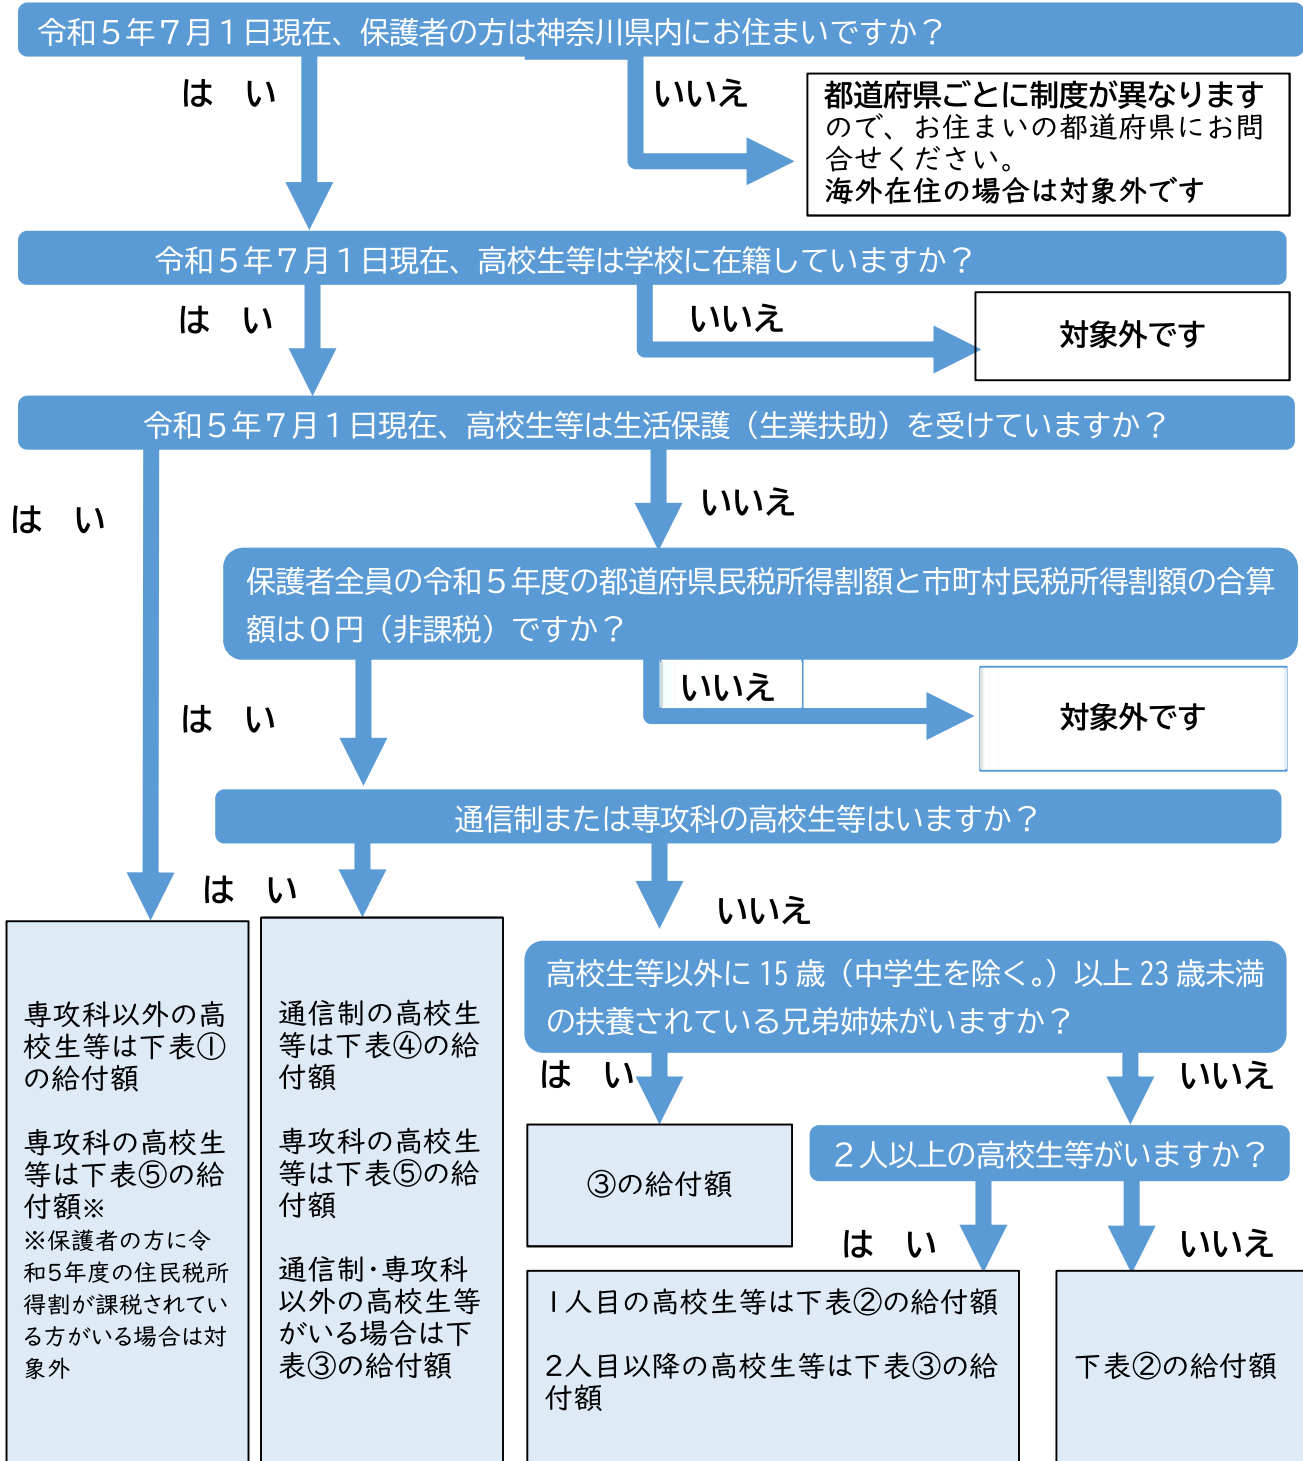 令和５年７月１日現在、保護者の方は神奈川県内にお住まいですか？
は　い
いいえ
都道府県ごとに制度が異なります
ので、お住まいの都道府県にお問
合せください。
海外在住の場合は対象外です
令和５年７月１日現在、高校生等は学校に在籍していますか？
は　い
いいえ
対象外です
令和５年７月１日現在、高校生等は生活保護（生業扶助）を受けていますか？
は　い
いいえ
保護者全員の令和５年度の都道府県民税所得割額と市町村民税所得割額の合算
額は０円（非課税）ですか？
は　い
いいえ
対象外です
通信制または専攻科の高校生等はいますか？
は　い
いいえ
専攻科以外の高
校生等は下表①
の給付額
専攻科の高校生
等は下表⑤の給
付額※
※保護者の方に令
和5年度の住民税所
得割が課税されてい
る方がいる場合は対
象外
通信制の高校生
等は下表④の給
付額
専攻科の高校生
等は下表⑤の給
付額
通信制・専攻科
以外の高校生等
がいる場合は下
表③の給付額
高校生等以外に 15 歳（中学生を除く。）以上 23 歳未満
の扶養されている兄弟姉妹がいますか？
は　い
いいえ
③の給付額
２人以上の高校生等がいますか？
は　い
いいえ
1人目の高校生等は下表②の給付額
2人目以降の高校生等は下表③の給
付額
下表②の給付額